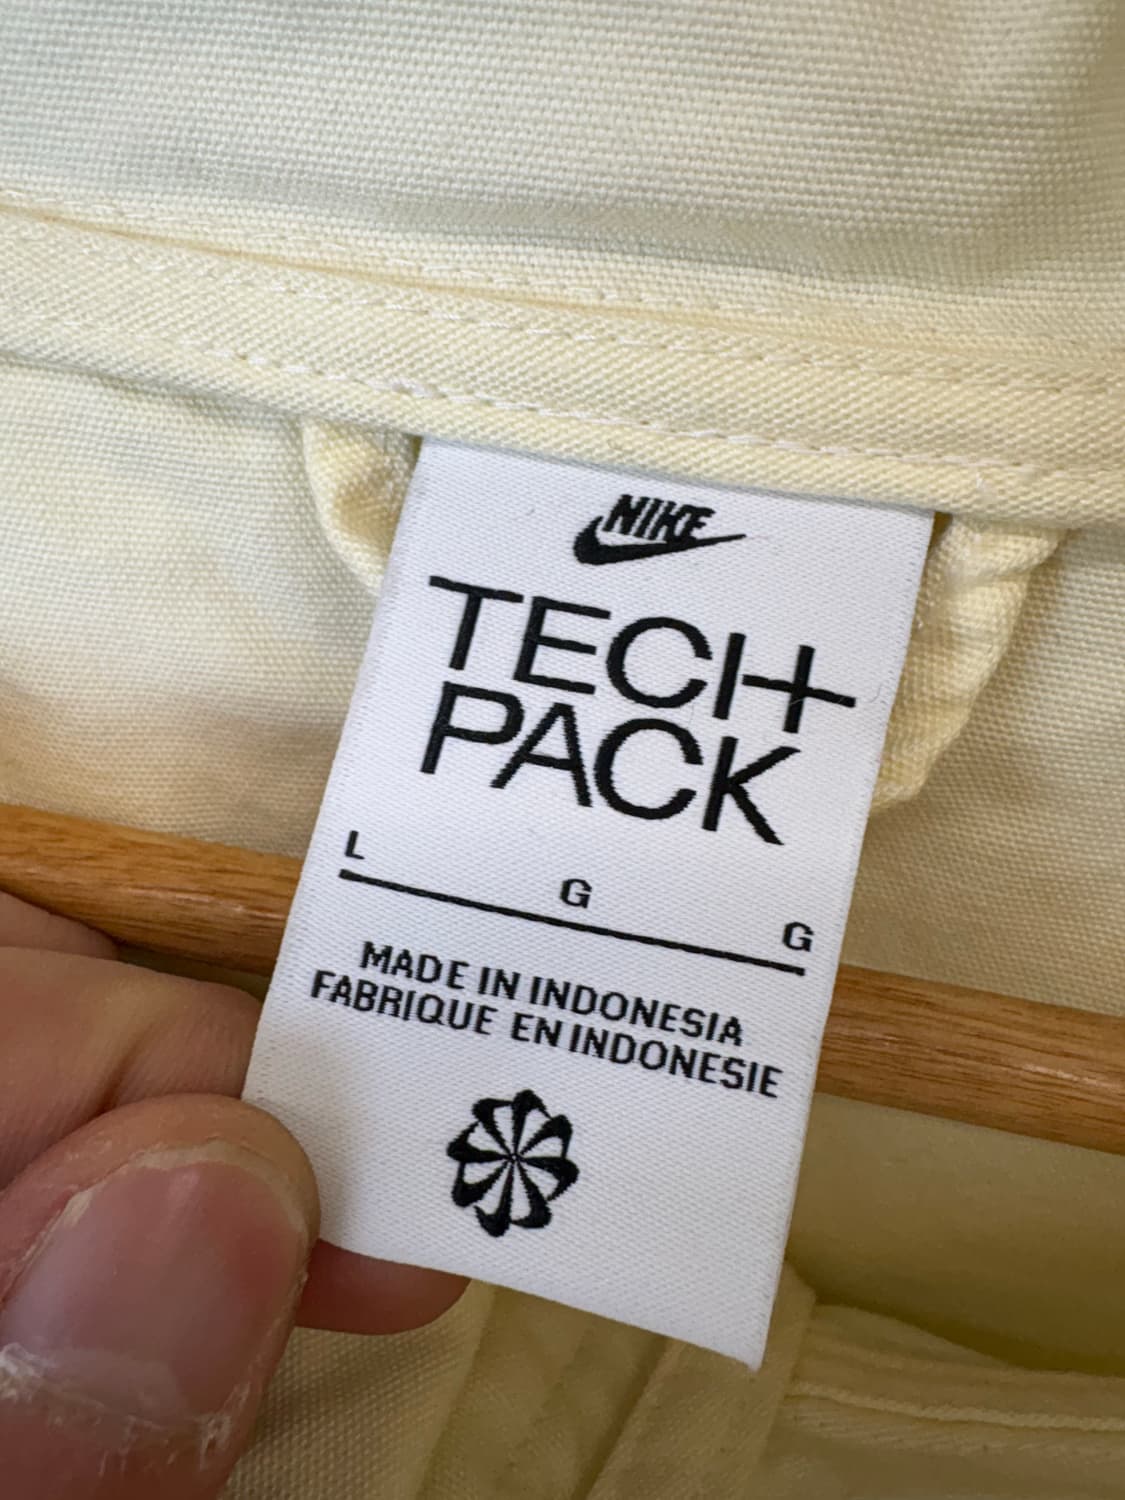 NIKE
TECH
PACK
L G G
MADE IN INDONESIA
FABRIQUE EN INDONESIE